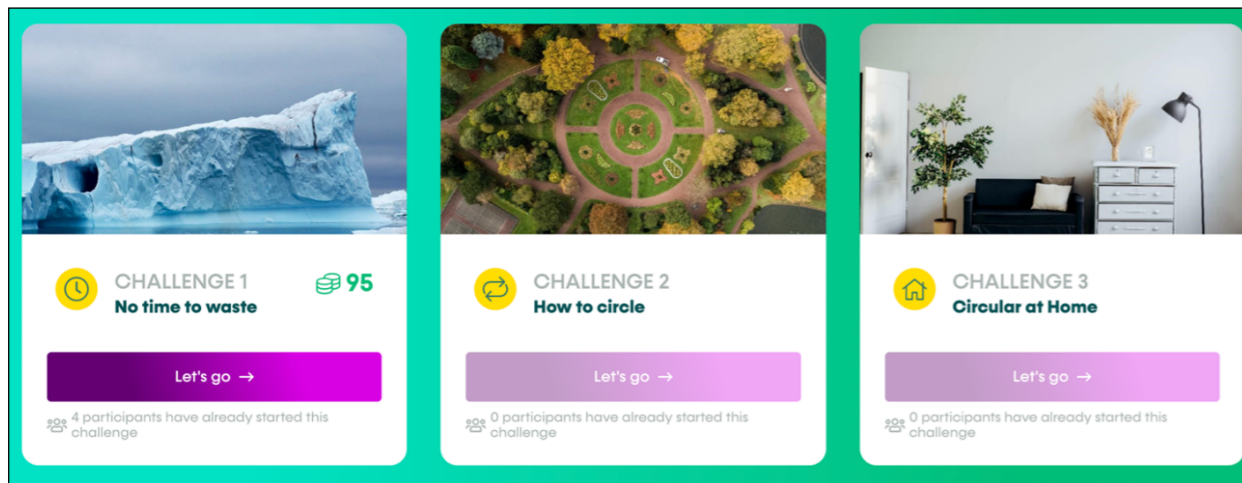 CHALLENGE 1
95
No time to waste
Let's go →
4 participants have already started this
challenge
CHALLENGE 2
How to circle
Let's go →
0 participants have already started this
challenge
CHALLENGE 3
Circular at Home
Let's go →
0 participants have already started this
challenge